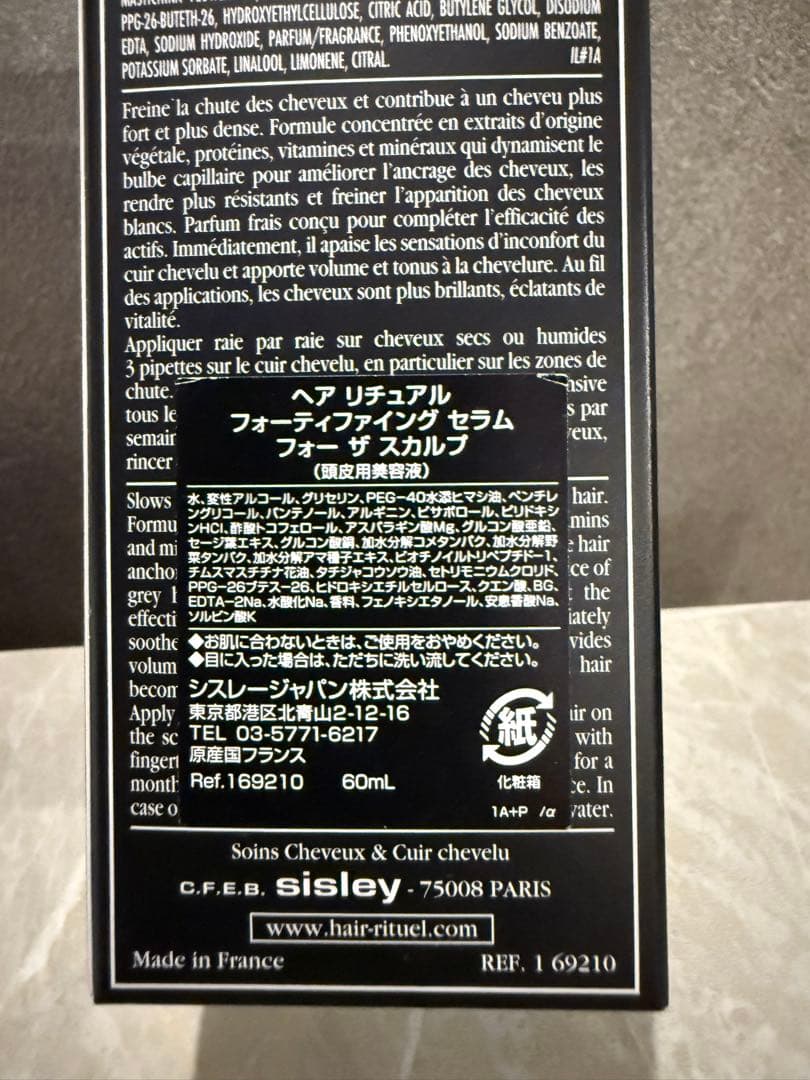 PPG-26-BUTETH-26, HYDROXYETHYLCELLULOSE, CITRIC ACID, BUTYLENE GLYCOL, DISODIUM
EDTA, SODIUM HYDROXIDE, PARFUM/FRAGRANCE, PHENOXYETHANOL, SODIUM BENZOATE,
POTASSIUM SORBATE, LINALOOL, LIMONENE, CITRAL. IL#1A
Freine la chute des cheveux et contribue à un cheveu plus
fort et plus dense. Formule concentrée en extraits d'origine
végétale, protéines, vitamines et minéraux qui dynamisent le
bulbe capillaire pour améliorer l'ancrage des cheveux, les
rendre plus résistants et freiner l'apparition des cheveux
blancs. Parfum frais conçu pour compléter l'efficacité des
actifs. Immédiatement, il apaise les sensations d'inconfort du
cuir chevelu et apporte volume et tonus à la chevelure. Au fil
des applications, les cheveux sont plus brillants, éclatants de
vitalité.
Appliquer raie par raie sur cheveux secs ou humides
3 pipettes sur le cuir chevelu, en particulier sur les zones de
chute. nsive
tous le s par
semain eux,
rincer
ヘア リチュアル
フォーティファイング セラム
フォー ザ スカルプ
(頭皮用美容液)
水、変性アルコール、グリセリン、PEG-40水添ヒマシ油、ペンチレ
ングリコール、パンテノール、アルギニン、ビサボロール、ピリドキシ
ンHCl、酢酸トコフェロール、アスパラギン酸Mg、グルコン酸亜鉛、
セージ葉エキス、グルコン酸銅、加水分解コメタンパク、加水分解野
菜タンパク、加水分解アマ種子エキス、ビオチノイルトリペプチド-1、
チムスマスチチナ花油、タチジャコウソウ油、セトリモニウムクロリド、
PPG-26ブテス-26、ヒドロキシエチルセルロース、クエン酸、BG、
EDTA-2Na、水酸化Na、香料、フェノキシエタノール、安息香酸Na、
ソルビン酸K
◆お肌に合わないときは、ご使用をおやめください。
◆目に入った場合は、ただちに洗い流してください。
シスレージャパン株式会社
東京都港区北青山2-12-16
TEL 03-5771-6217
原産国フランス
Ref.169210 60mL
紙
化粧箱
1A+P /α
Slows hair.
Formu mins
and mi e hair
ancho ce of
grey h the
effecti iately
soothe vides
volum hair
becom
Apply air on
the sc with
fingert for a
month ce. In
case o water.
Soins Cheveux & Cuir chevelu
C.F.E.B. sisley - 75008 PARIS
www.hair-rituel.com
Made in France REF. 1 69210